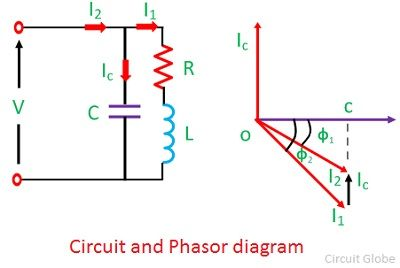 I2
I1
Ic
R
V
C
L
Ic
c
o
ϕ1
ϕ2
I2
Ic
I1
Circuit and Phasor diagram
Circuit Globe